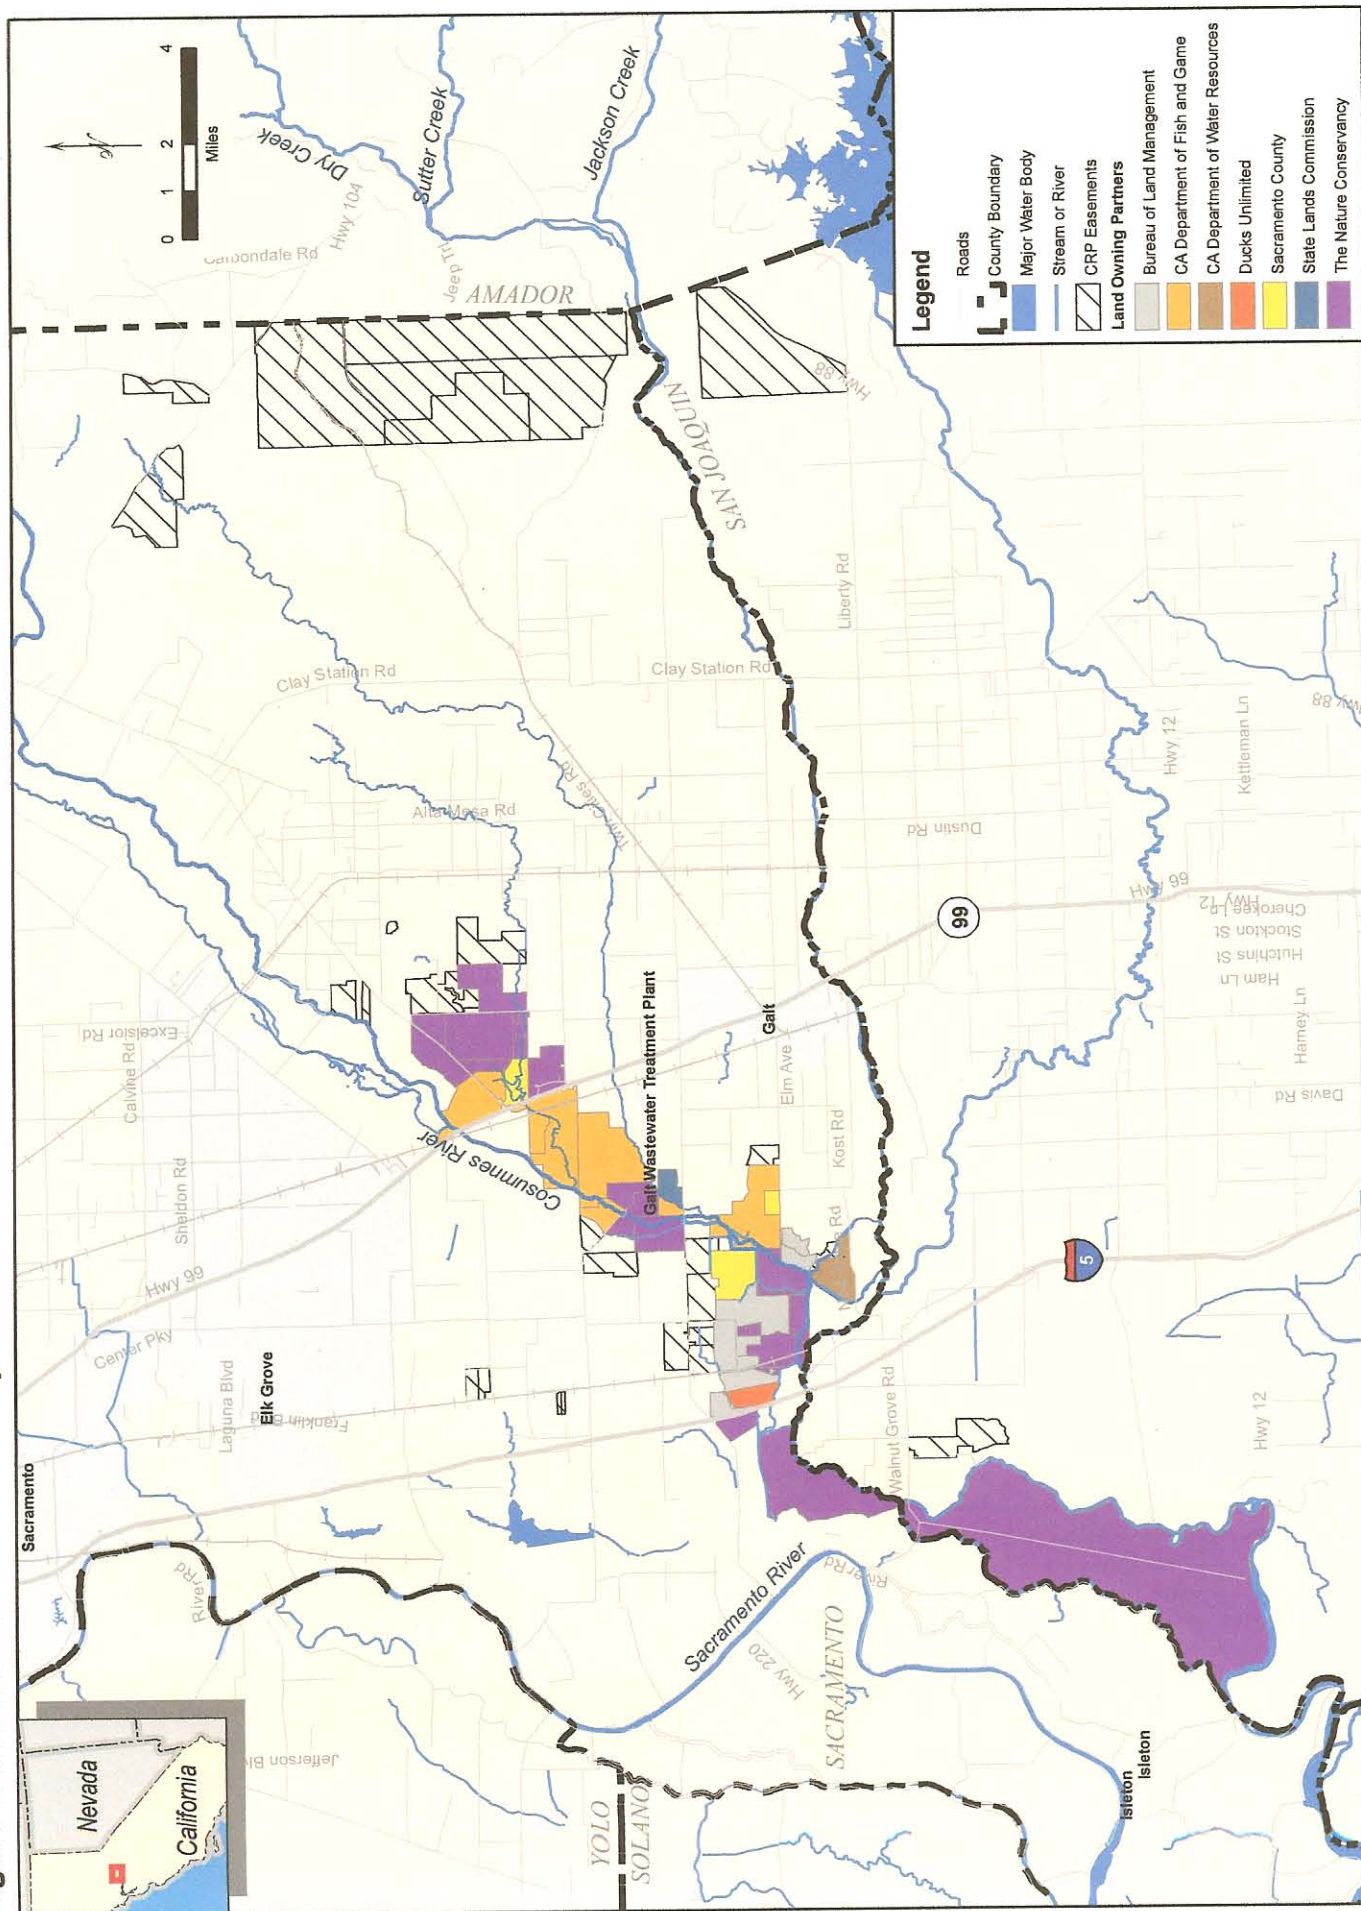 Nevada
California
Sacramento
Elk Grove
Laguna Blvd
Center Pky
Hwy 99
Sheldon Rd
Calvine Rd
Excelsior Rd
River Rd
Jefferson Bl
Cosumnes River
Alta Mesa Rd
Clay Station Rd
Twin Cities Rd
Carbondale Rd
Hwy 104
Dry Creek
Sutter Creek
Jackson Creek
Jeep Trl
0 1 2 4
Miles
N
YOLO
SOLANO
AMADOR
SACRAMENTO
SAN JOAQUIN
Sacramento River
Hwy 220
River Rd
Galt Wastewater Treatment Plant
Galt
Elm Ave
Kost Rd
Rd
Clay Station Rd
Liberty Rd
Dustin Rd
Hwy 88
Walnut Grove Rd
5
99
Isleton
Isleton
Hwy 12
Davis Rd
Harney Ln
Ham Ln
Hutchins St
Stockton St
Cherokee Ln
Hwy 12
Hwy 99
Kettleman Ln
Hwy 12
Hwy 88
Legend
Roads
County Boundary
Major Water Body
Stream or River
CRP Easements
Land Owning Partners
Bureau of Land Management
CA Department of Fish and Game
CA Department of Water Resources
Ducks Unlimited
Sacramento County
State Lands Commission
The Nature Conservancy